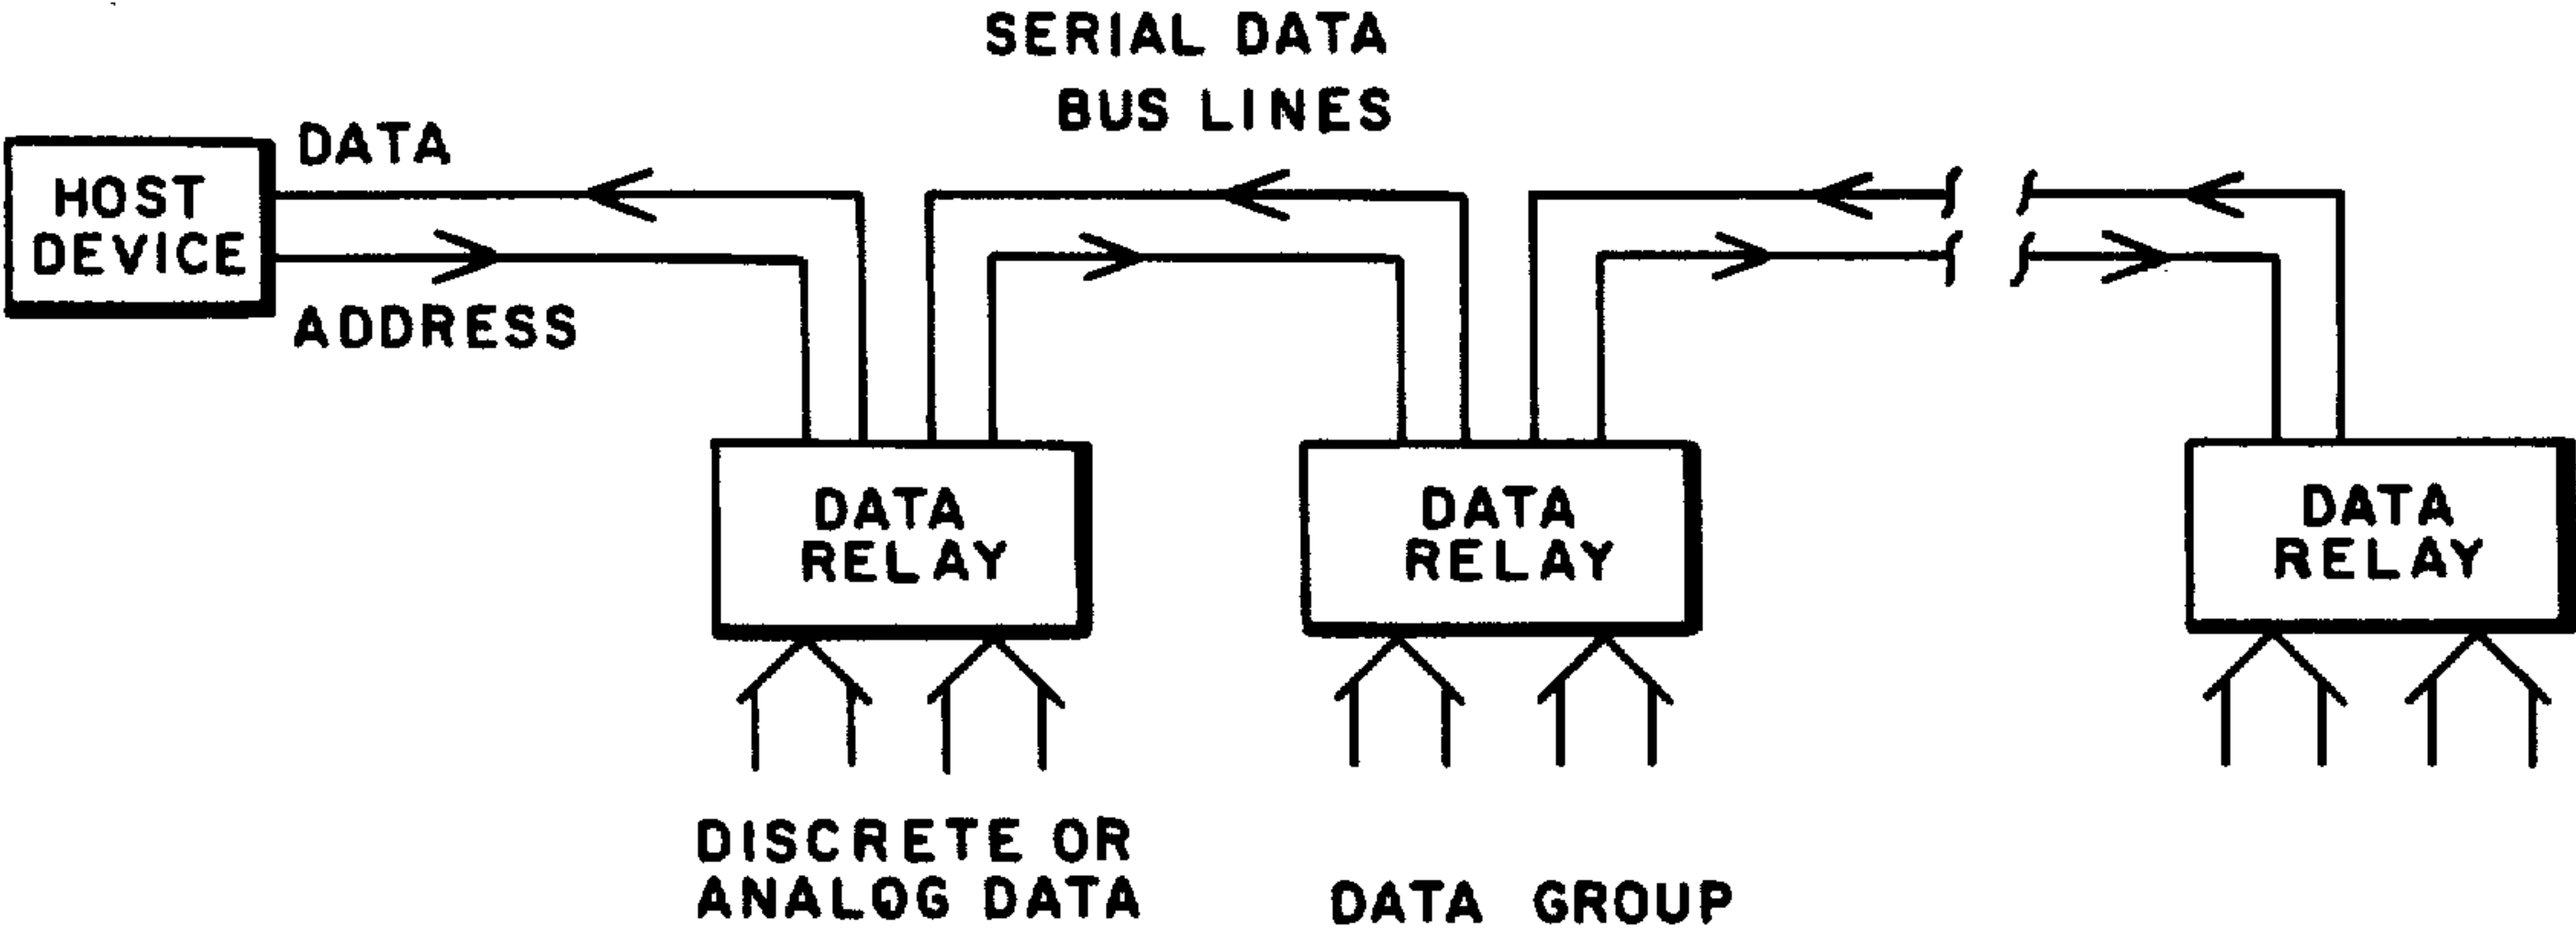 SERIAL DATA
BUS LINES
DATA
HOST
DEVICE
ADDRESS
DATA
RELAY
DATA
RELAY
DATA
RELAY
DISCRETE OR
ANALOG DATA
DATA GROUP